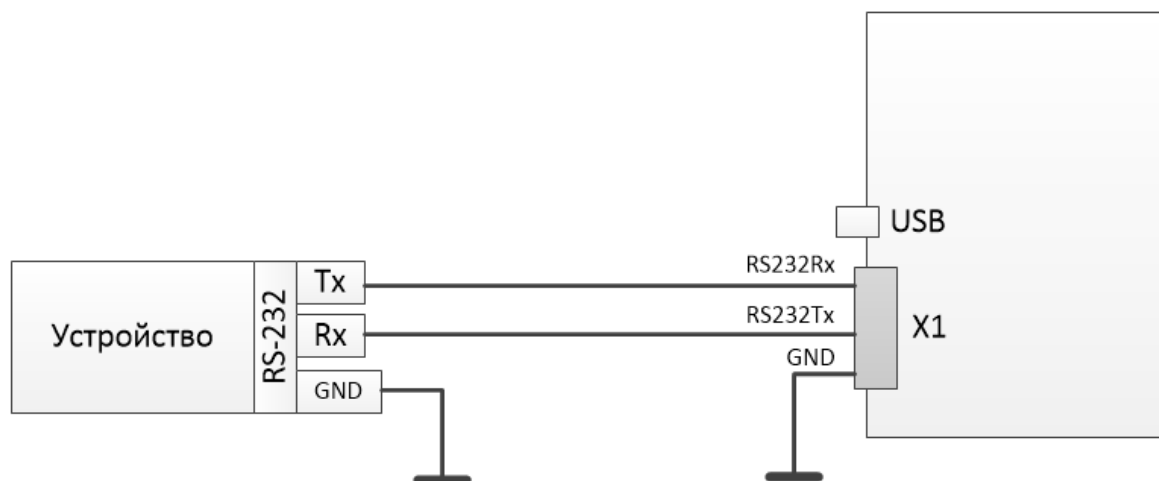 USB
RS232Rx
Tx
RS232Tx
X1
Устройство
RS-232
Rx
GND
GND